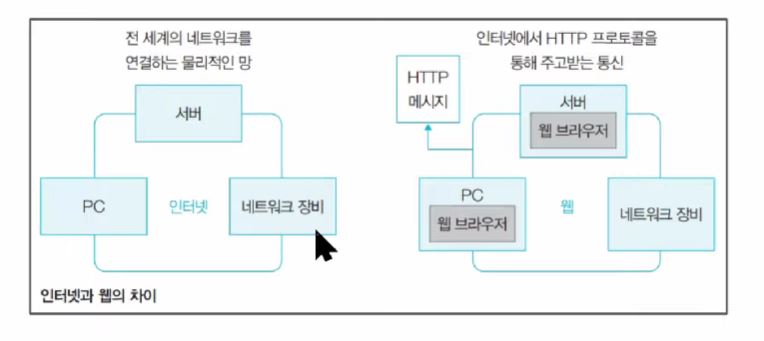 전 세계의 네트워크를
연결하는 물리적인 망
서버
PC
인터넷
네트워크 장비
인터넷에서 HTTP 프로토콜을
통해 주고받는 통신
HTTP
메시지
서버
웹 브라우저
PC
웹 브라우저
웹
네트워크 장비
인터넷과 웹의 차이